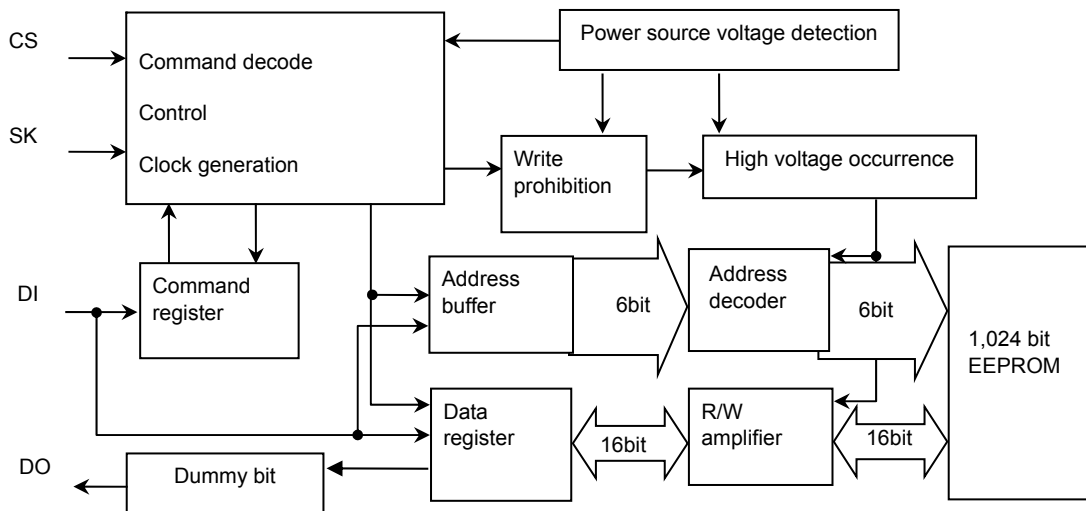 CS
Power source voltage detection
Command decode
Control
SK
Clock generation
Write
prohibition
High voltage occurrence
DI
Command
register
Address
buffer
6bit
Address
decoder
6bit
1,024 bit
EEPROM
Data
register
16bit
R/W
amplifier
16bit
DO
Dummy bit